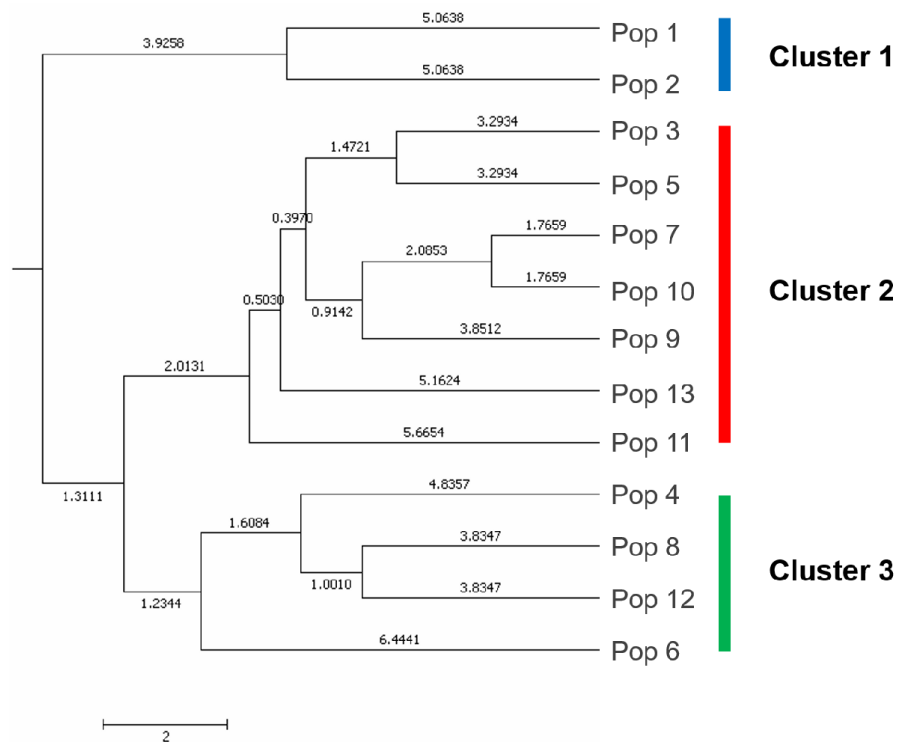 5.0638
Pop 1
3.9258
Cluster 1
5.0638
Pop 2
3.2934
Pop 3
1.4721
3.2934
Pop 5
0.3970
1.7659
Pop 7
2.0853
1.7659
Pop 10
Cluster 2
0.5030
0.9142
3.8512
Pop 9
2.0131
5.1624
Pop 13
5.6654
Pop 11
1.3111
4.8357
Pop 4
1.6084
3.8347
Pop 8
Cluster 3
1.0010
3.8347
Pop 12
1.2344
6.4441
Pop 6
2